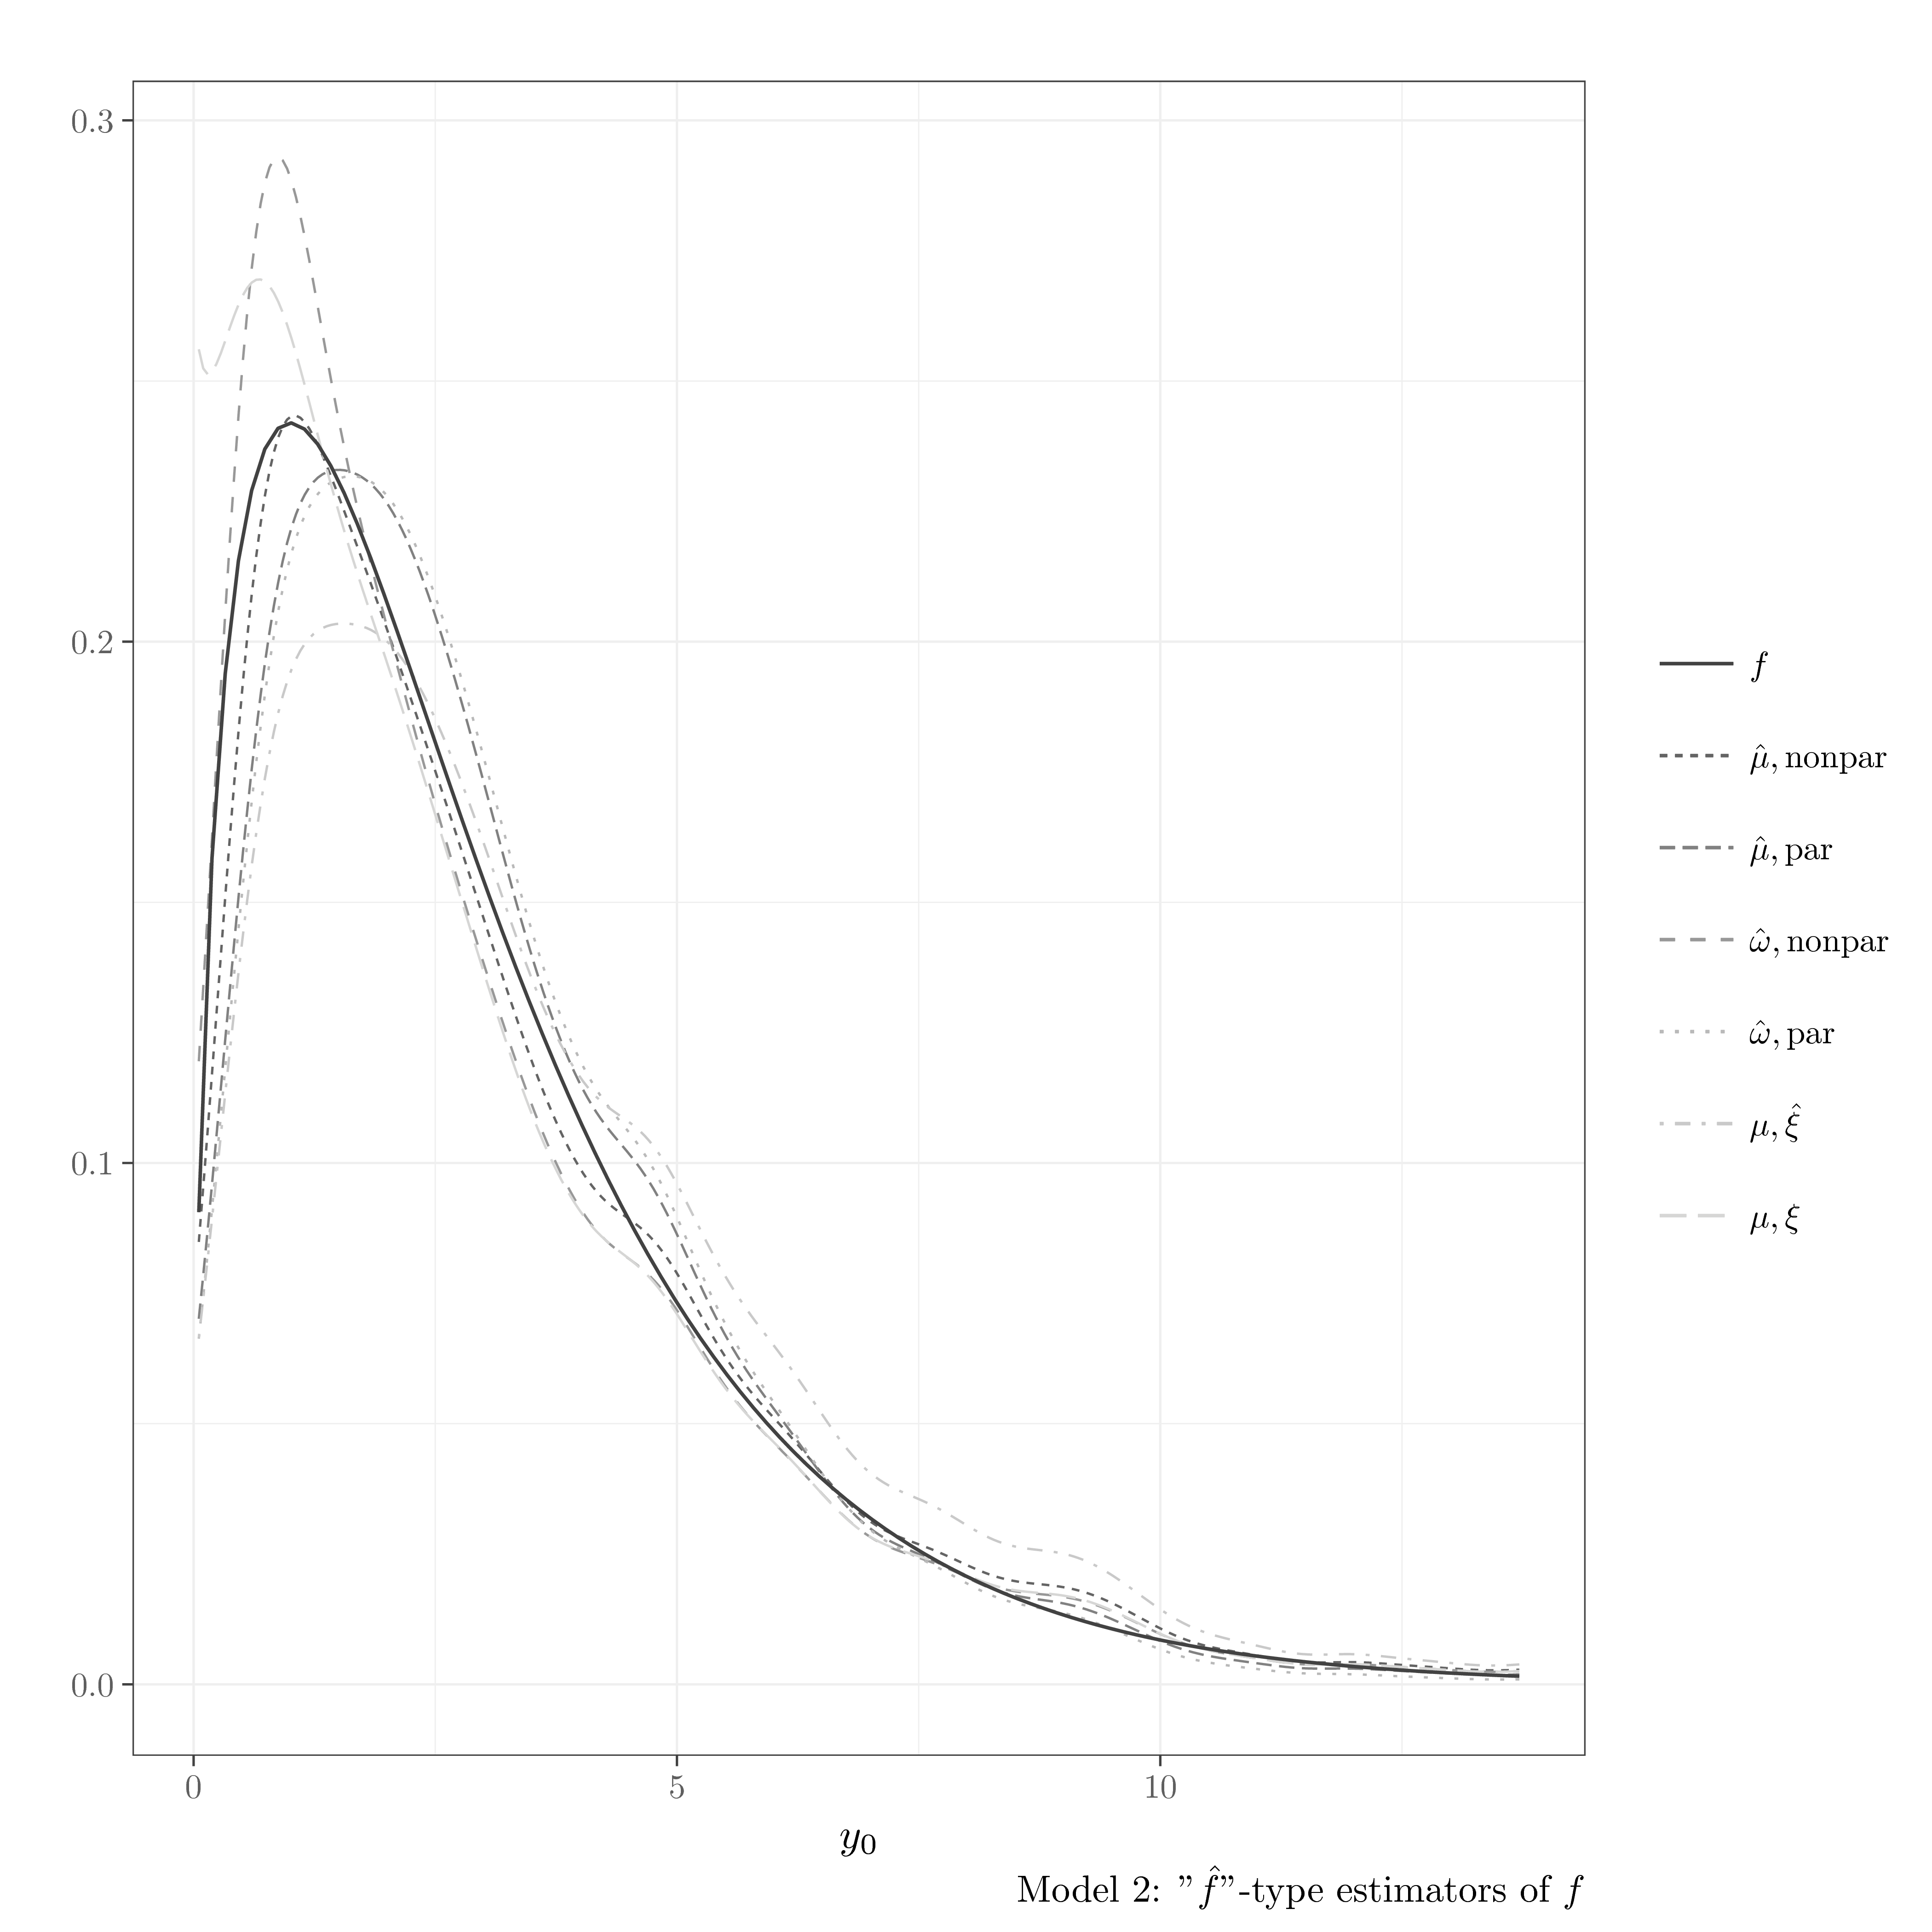 0.3
0.2
0.1
0.0
0 5 10
y₀
f
μ̂, nonpar
μ̂, par
ω̂, nonpar
ω̂, par
μ, ξ̂
μ, ξ
Model 2: ”f̂”-type estimators of f